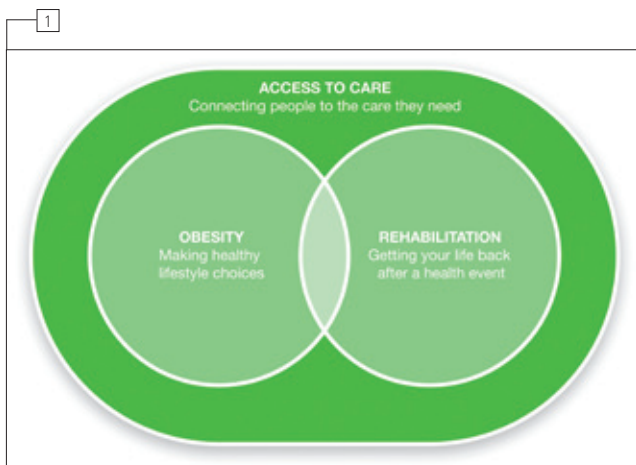 1
ACCESS TO CARE
Connecting people to the care they need
OBESITY
Making healthy
lifestyle choices
REHABILITATION
Getting your life back
after a health event